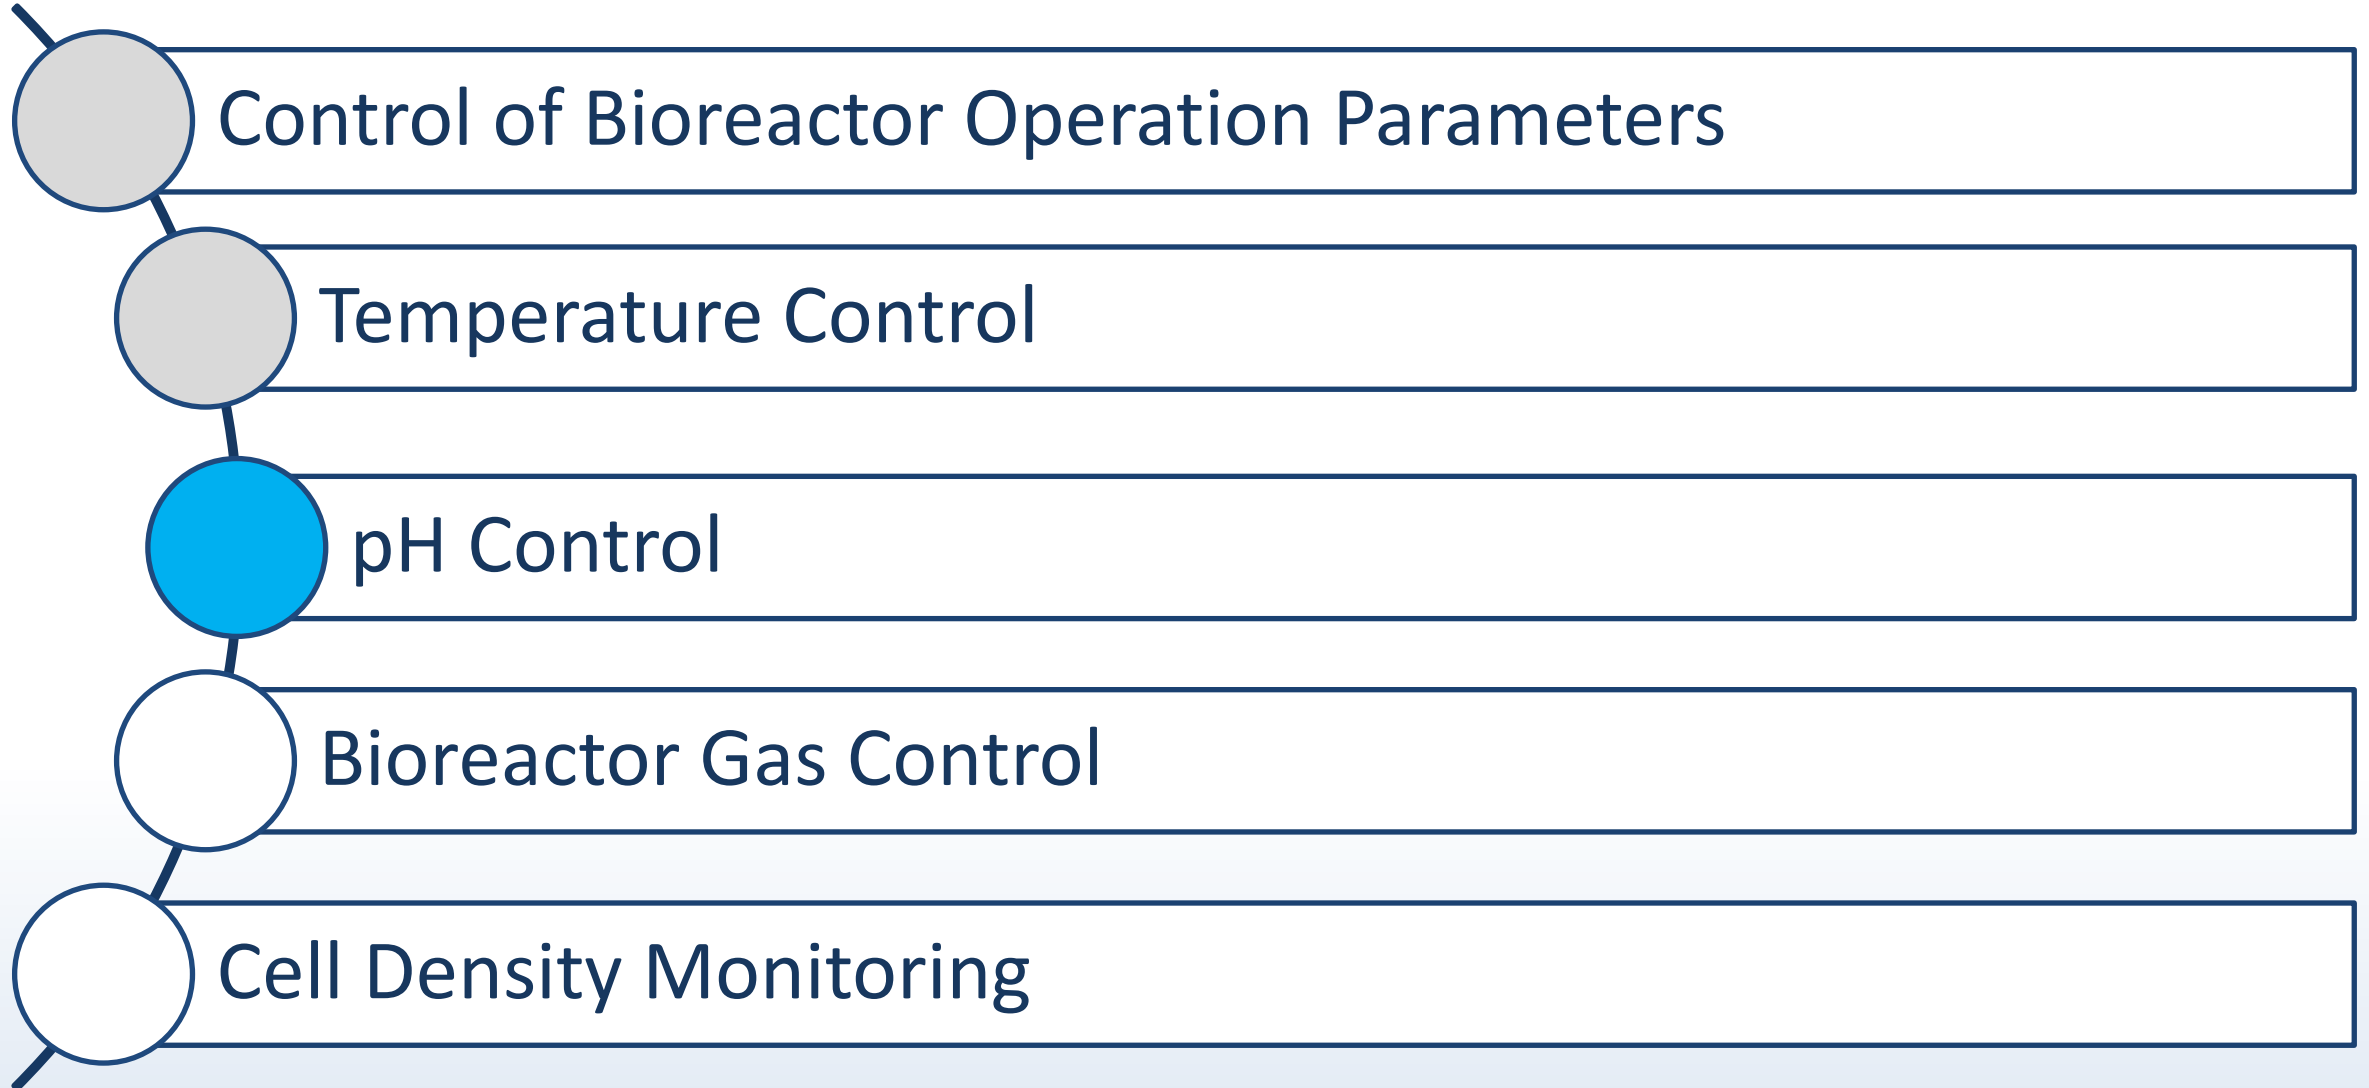 Control of Bioreactor Operation Parameters
Temperature Control
pH Control
Bioreactor Gas Control
Cell Density Monitoring